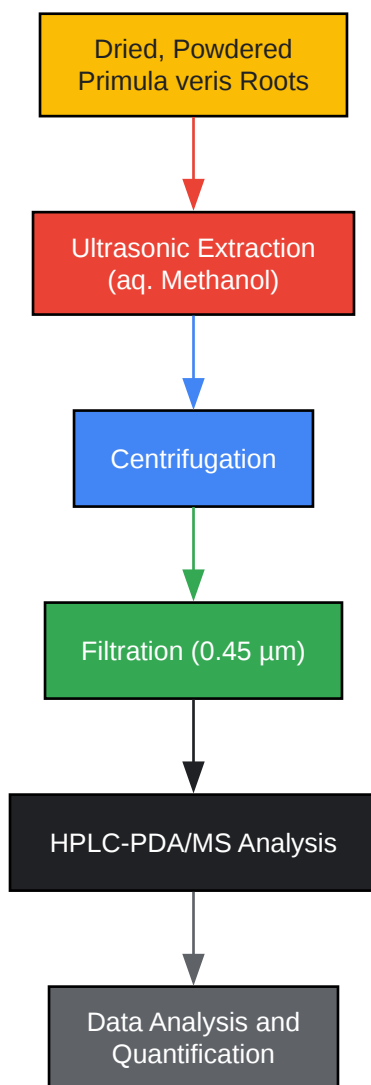 Dried, Powdered
Primula veris Roots
Ultrasonic Extraction
(aq. Methanol)
Centrifugation
Filtration (0.45 µm)
HPLC-PDA/MS Analysis
Data Analysis and
Quantification